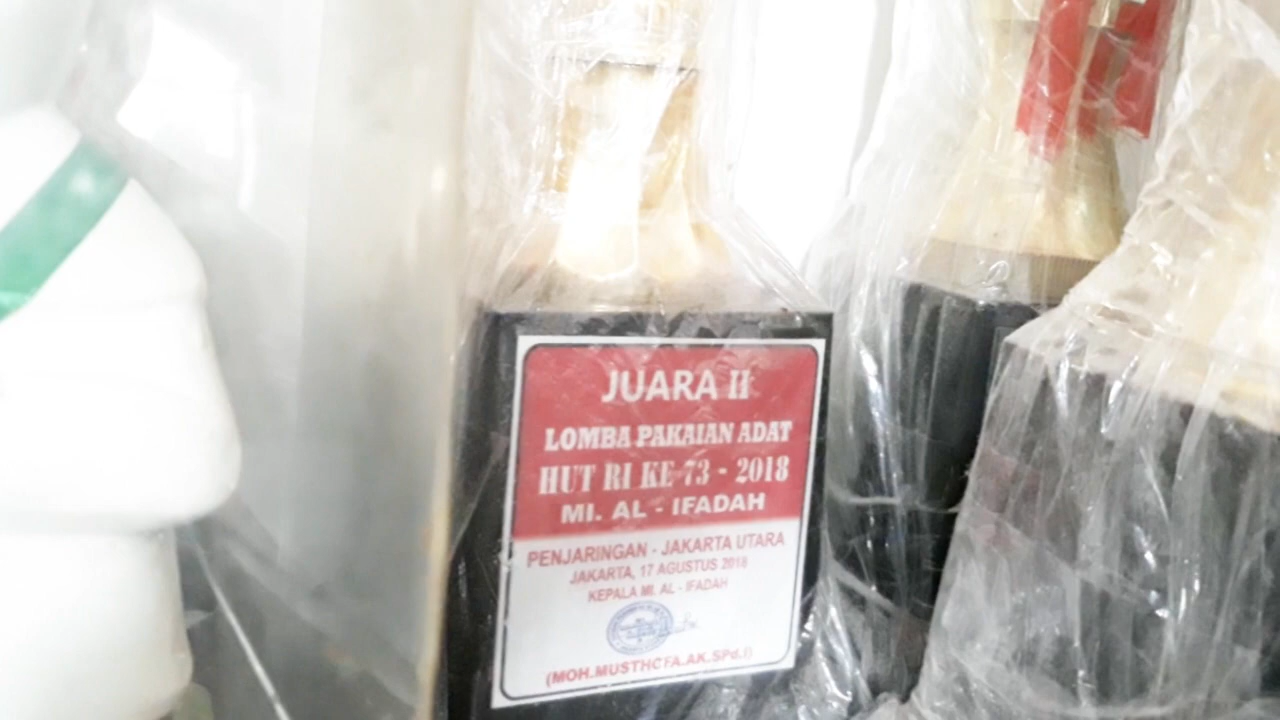 JUARA II
LOMBA PAKAIAN ADAT
HUT RI KE-73 - 2018
MI. AL - IFADAH
PENJARINGAN - JAKARTA UTARA
JAKARTA, 17 AGUSTUS 2018
KEPALA MI. AL - IFADAH
(MOH.MUSTHOFA.AK.SPd.I)